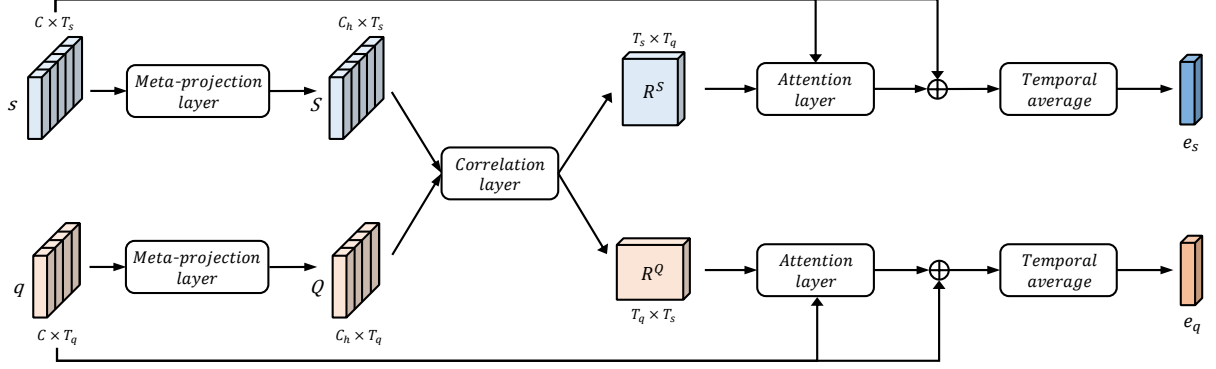 C × T_s
s
Meta-projection
layer
C_h × T_s
S
Correlation
layer
T_s × T_q
R^S
Attention
layer
Temporal
average
e_s
q
C × T_q
Meta-projection
layer
Q
C_h × T_q
R^Q
T_q × T_s
Attention
layer
Temporal
average
e_q